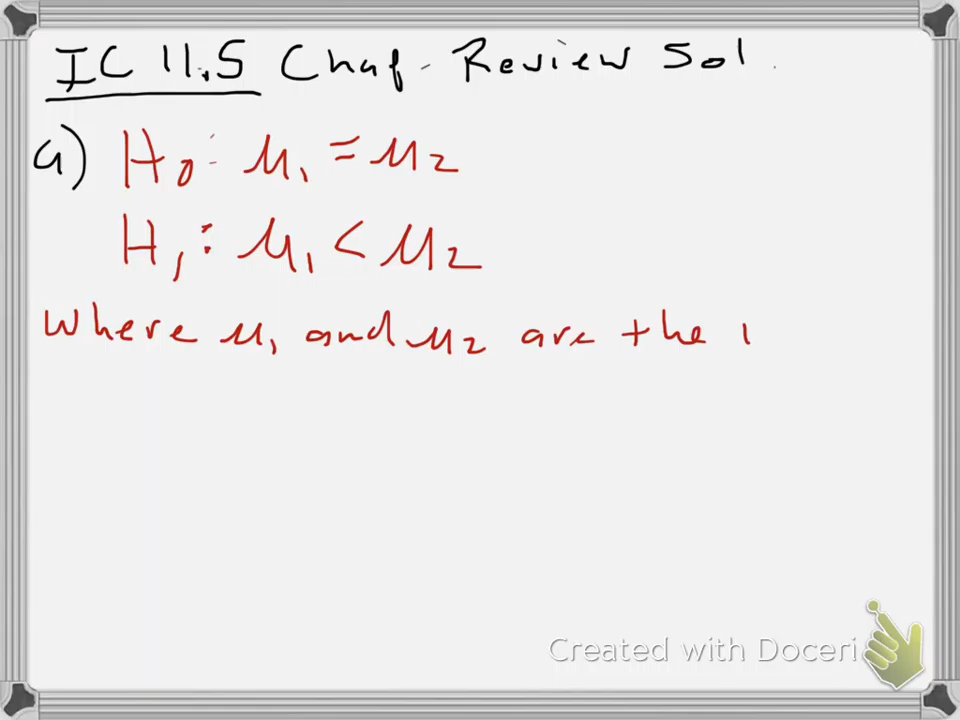 IC 11.5 Chap. Review Sol.
a) H₀: μ₁ = μ₂
H₁: μ₁ < μ₂
Where μ₁ and μ₂ are the
Created with Doceri